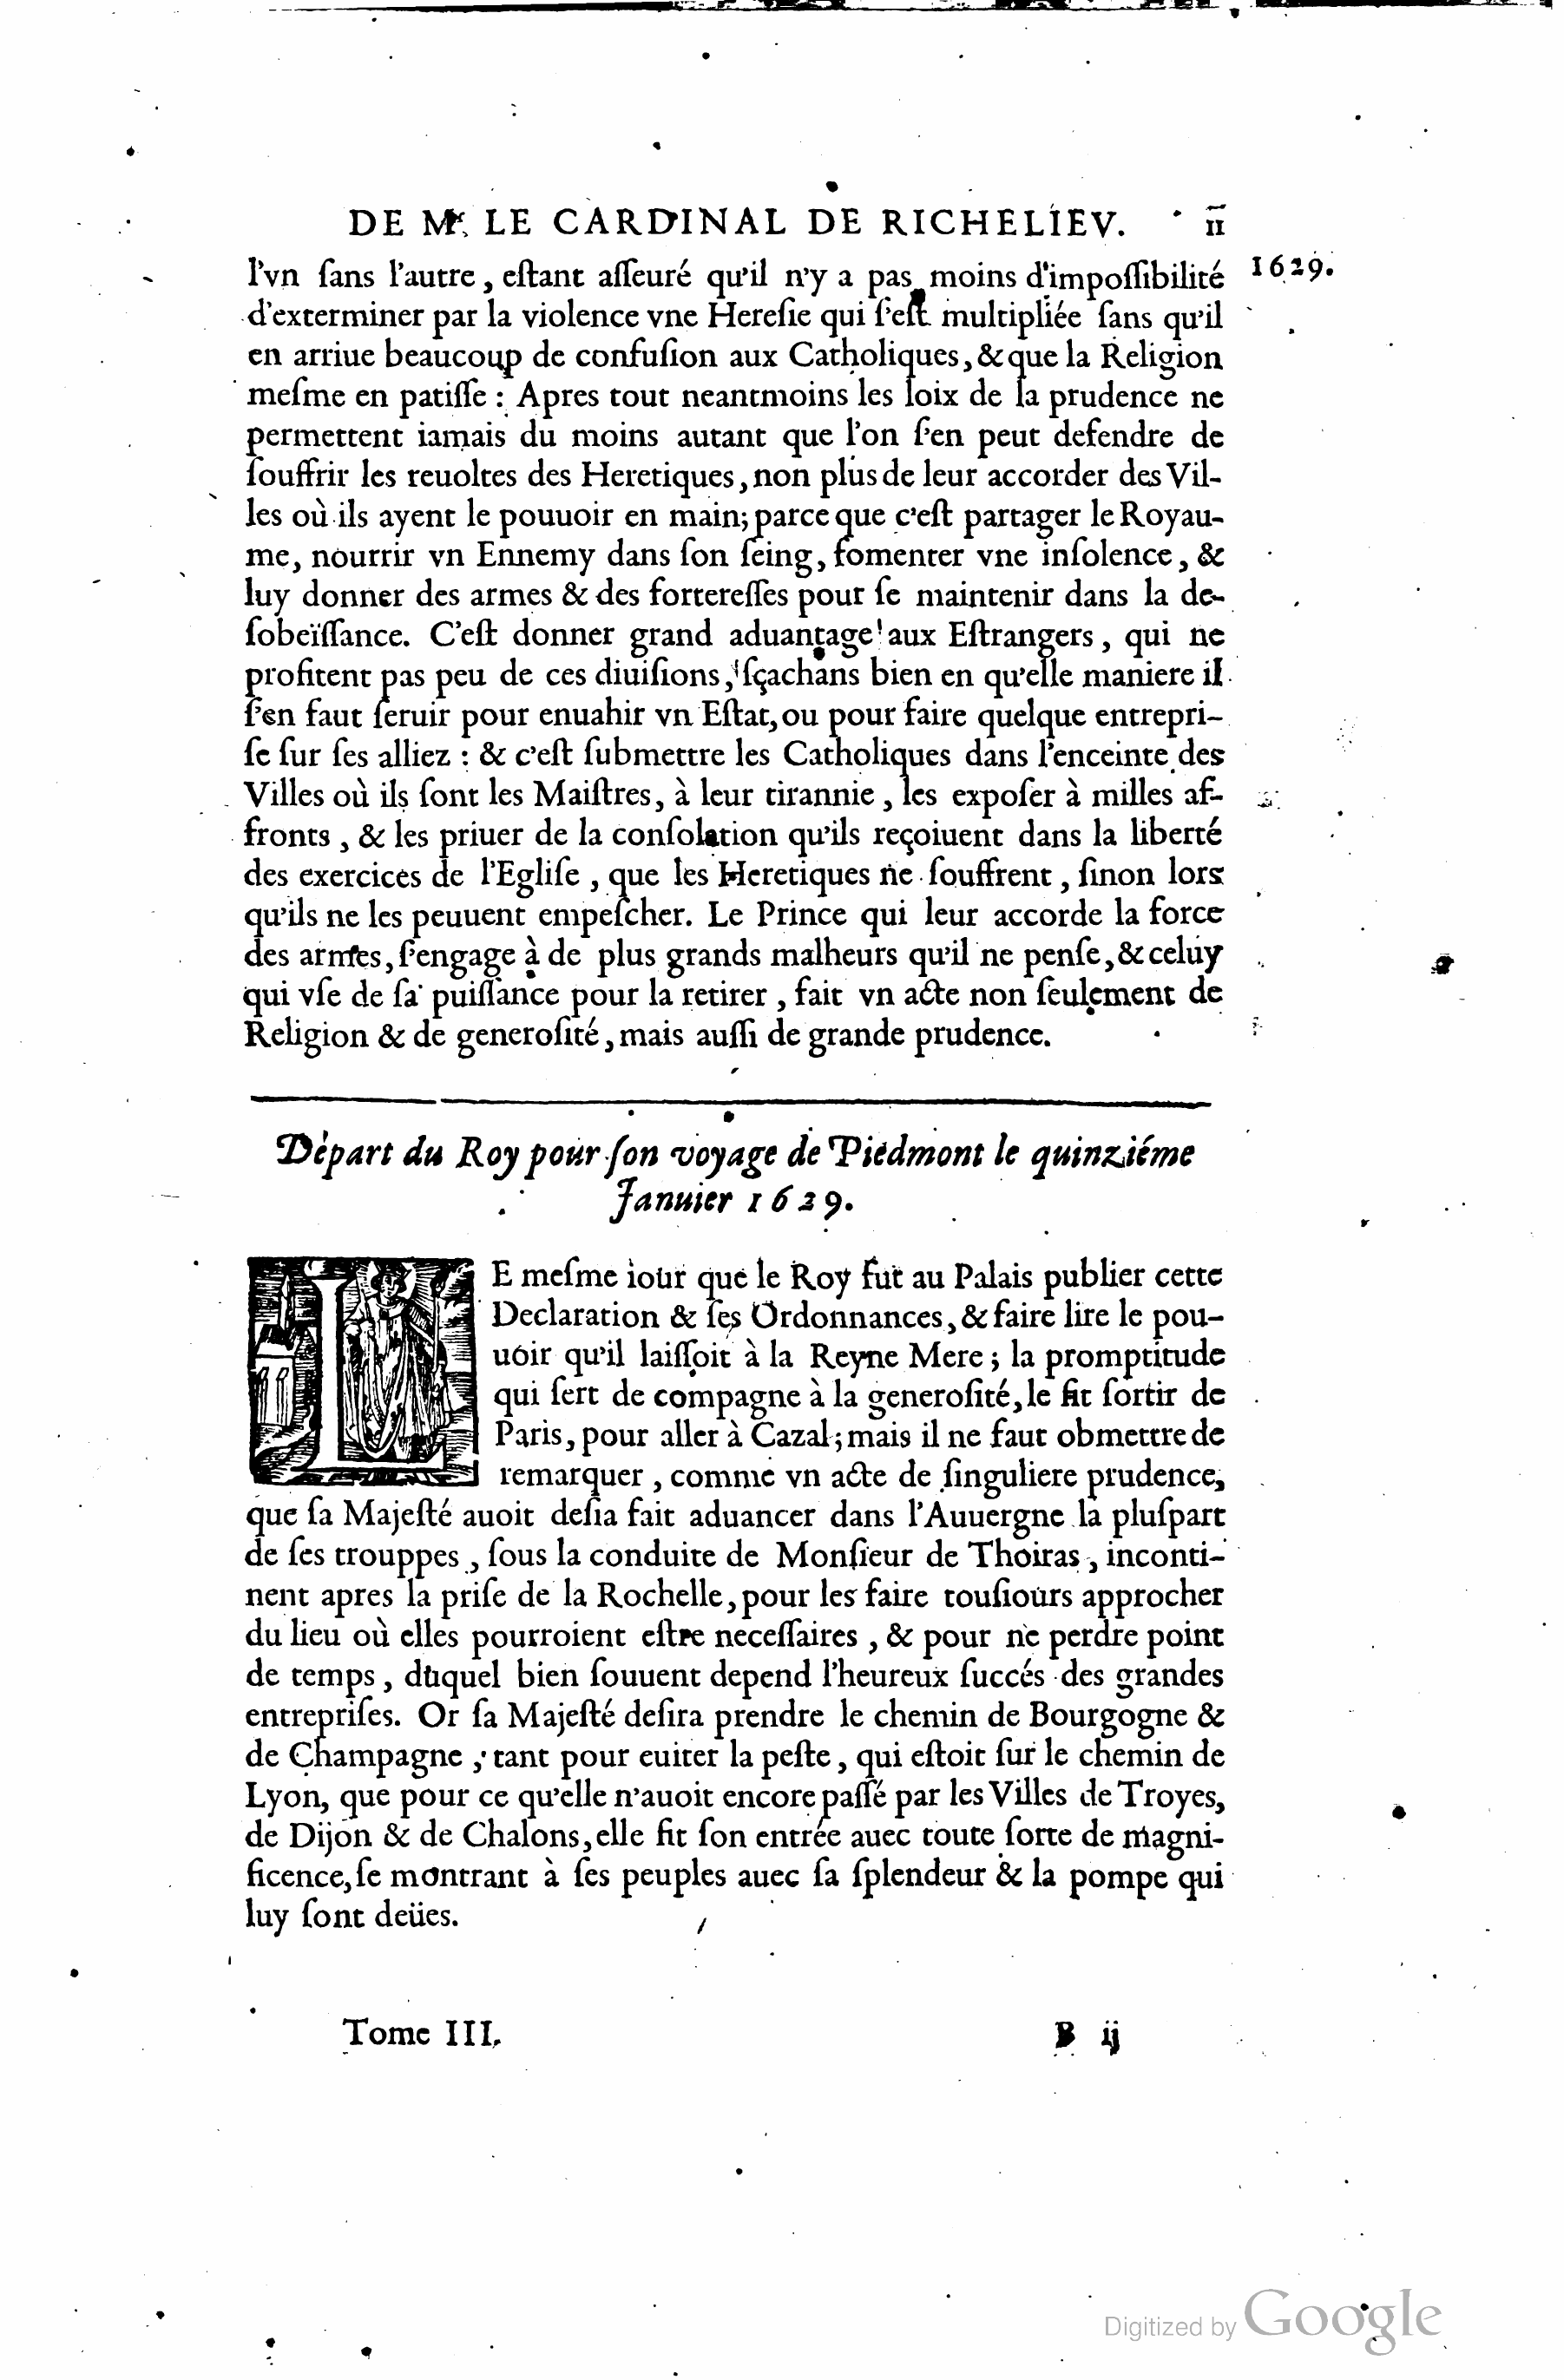 DE Mr. LE CARDINAL DE RICHELIEV. 11
1629.
l'vn ſans l'autre, eſtant aſſeuré qu'il n'y a pas moins d'impoſſibilité
d'exterminer par la violence vne Hereſie qui ſ'eſt multipliée ſans qu'il
en arriue beaucoup de confuſion aux Catholiques, & que la Religion
meſme en patiſſe : Apres tout neantmoins les loix de la prudence ne
permettent iamais du moins autant que l'on ſ'en peut defendre de
ſouffrir les reuoltes des Heretiques, non plus de leur accorder des Vil-
les où ils ayent le pouuoir en main; parce que c'eſt partager le Royau-
me, nourrir vn Ennemy dans ſon ſeing, fomenter vne inſolence, &
luy donner des armes & des fortereſſes pour ſe maintenir dans la de-
ſobeïſſance. C'eſt donner grand aduantage aux Eſtrangers, qui ne
profitent pas peu de ces diuiſions, ſçachans bien en qu'elle maniere il
ſ'en faut ſeruir pour enuahir vn Eſtat, ou pour faire quelque entrepri-
ſe ſur ſes alliez : & c'eſt ſubmettre les Catholiques dans l'enceinte des
Villes où ils ſont les Maiſtres, à leur tirannie, les expoſer à milles af-
fronts, & les priuer de la conſolation qu'ils reçoiuent dans la liberté
des exercices de l'Egliſe, que les Heretiques ne ſouffrent, ſinon lors
qu'ils ne les peuuent empeſcher. Le Prince qui leur accorde la force
des armes, ſ'engage à de plus grands malheurs qu'il ne penſe, & celuy
qui vſe de ſa puiſſance pour la retirer, fait vn acte non ſeulement de
Religion & de generoſité, mais auſſi de grande prudence.
Départ du Roy pour ſon voyage de Piedmont le quinziéme
Januier 1629.
LE meſme iour que le Roy fut au Palais publier cette
Declaration & ſes Ordonnances, & faire lire le pou-
uoir qu'il laiſſoit à la Reyne Mere ; la promptitude
qui ſert de compagne à la generoſité, le fit ſortir de
Paris, pour aller à Cazal ; mais il ne faut obmettre de
remarquer, comme vn acte de ſinguliere prudence,
que ſa Majeſté auoit deſia fait aduancer dans l'Auuergne la pluſpart
de ſes trouppes, ſous la conduite de Monſieur de Thoiras, inconti-
nent apres la priſe de la Rochelle, pour les faire touſiours approcher
du lieu où elles pourroient eſtre neceſſaires, & pour ne perdre point
de temps, duquel bien ſouuent depend l'heureux ſuccés des grandes
entrepriſes. Or ſa Majeſté deſira prendre le chemin de Bourgogne &
de Champagne, tant pour euiter la peſte, qui eſtoit ſur le chemin de
Lyon, que pour ce qu'elle n'auoit encore paſſé par les Villes de Troyes,
de Dijon & de Chalons, elle fit ſon entrée auec toute ſorte de magni-
ficence, ſe montrant à ſes peuples auec ſa ſplendeur & la pompe qui
luy ſont deües.
Tome III. B ij
Digitized by Google